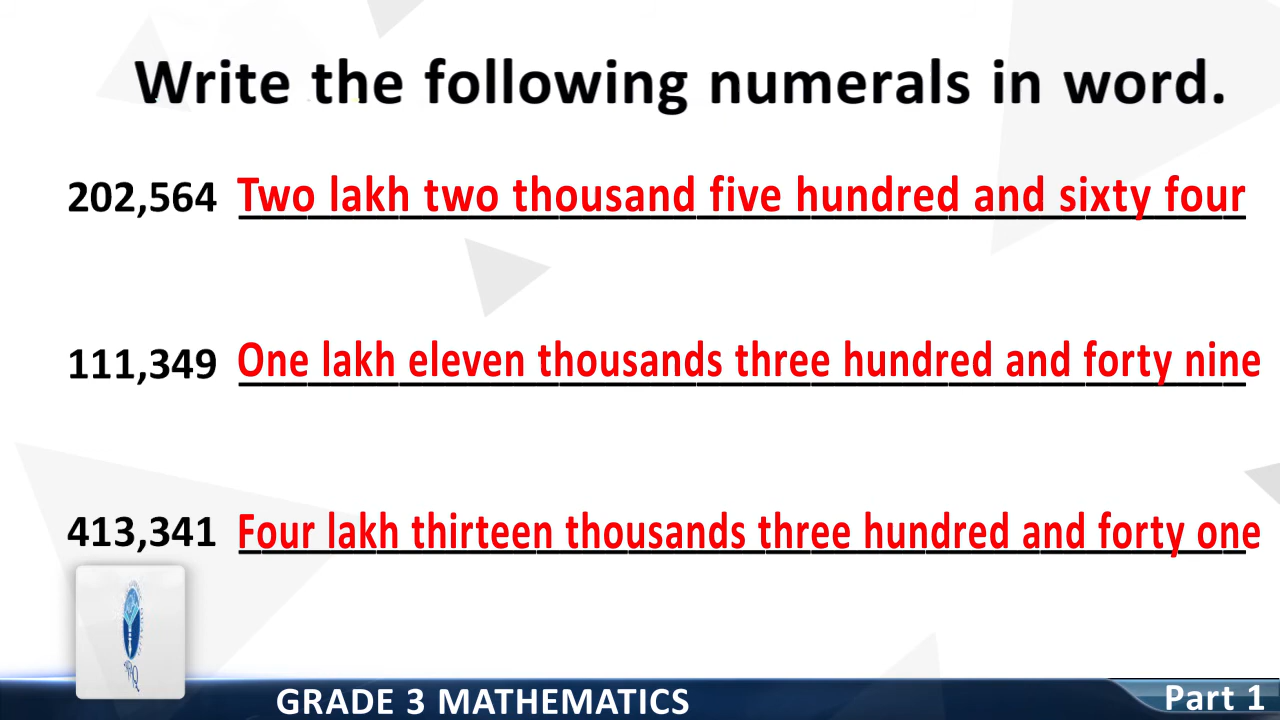 Write the following numerals in word.
202,564 Two lakh two thousand five hundred and sixty four
111,349 One lakh eleven thousands three hundred and forty nine
413,341 Four lakh thirteen thousands three hundred and forty one
GRADE 3 MATHEMATICS
Part 1